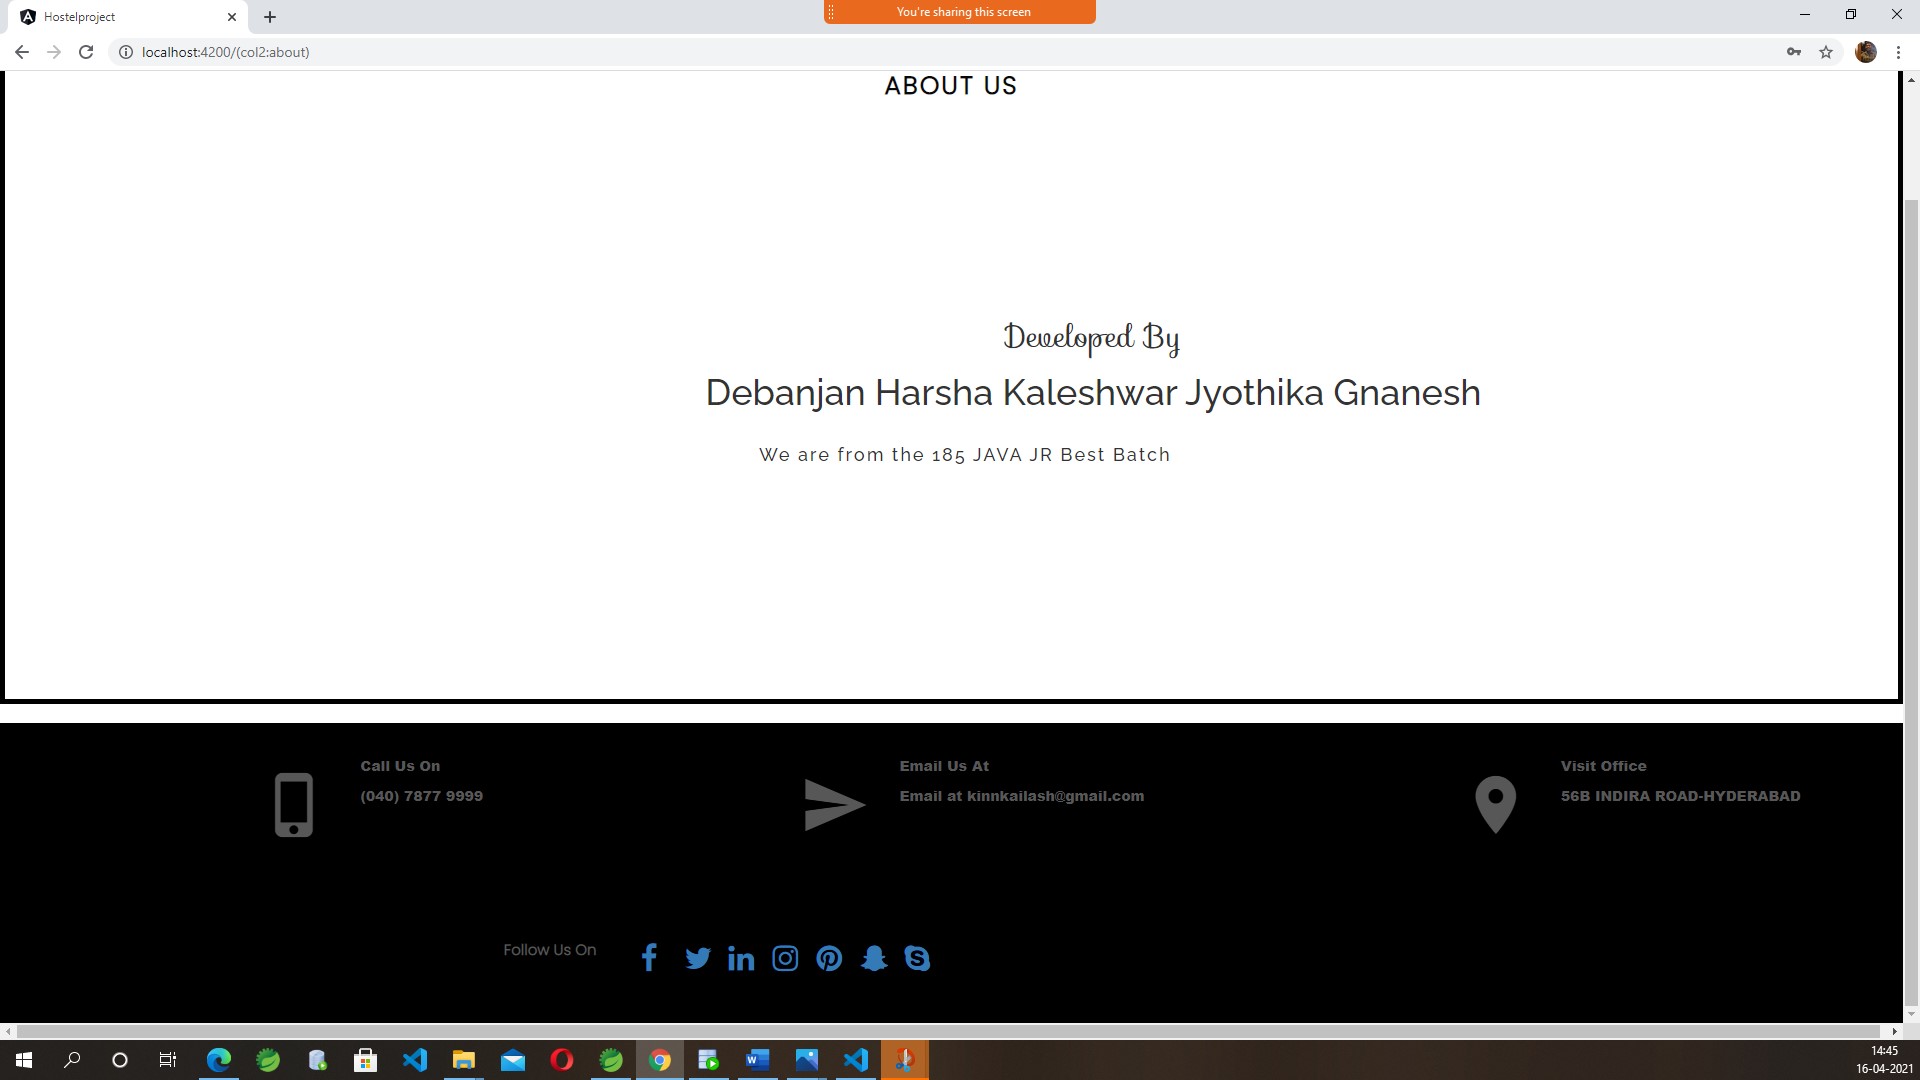 Hostelproject
You're sharing this screen
localhost:4200/(col2:about)
ABOUT US
Developed By
Debanjan Harsha Kaleshwar Jyothika Gnanesh
We are from the 185 JAVA JR Best Batch
Call Us On
(040) 7877 9999
Email Us At
Email at kinnkailash@gmail.com
Visit Office
56B INDIRA ROAD-HYDERABAD
Follow Us On
14:45
16-04-2021